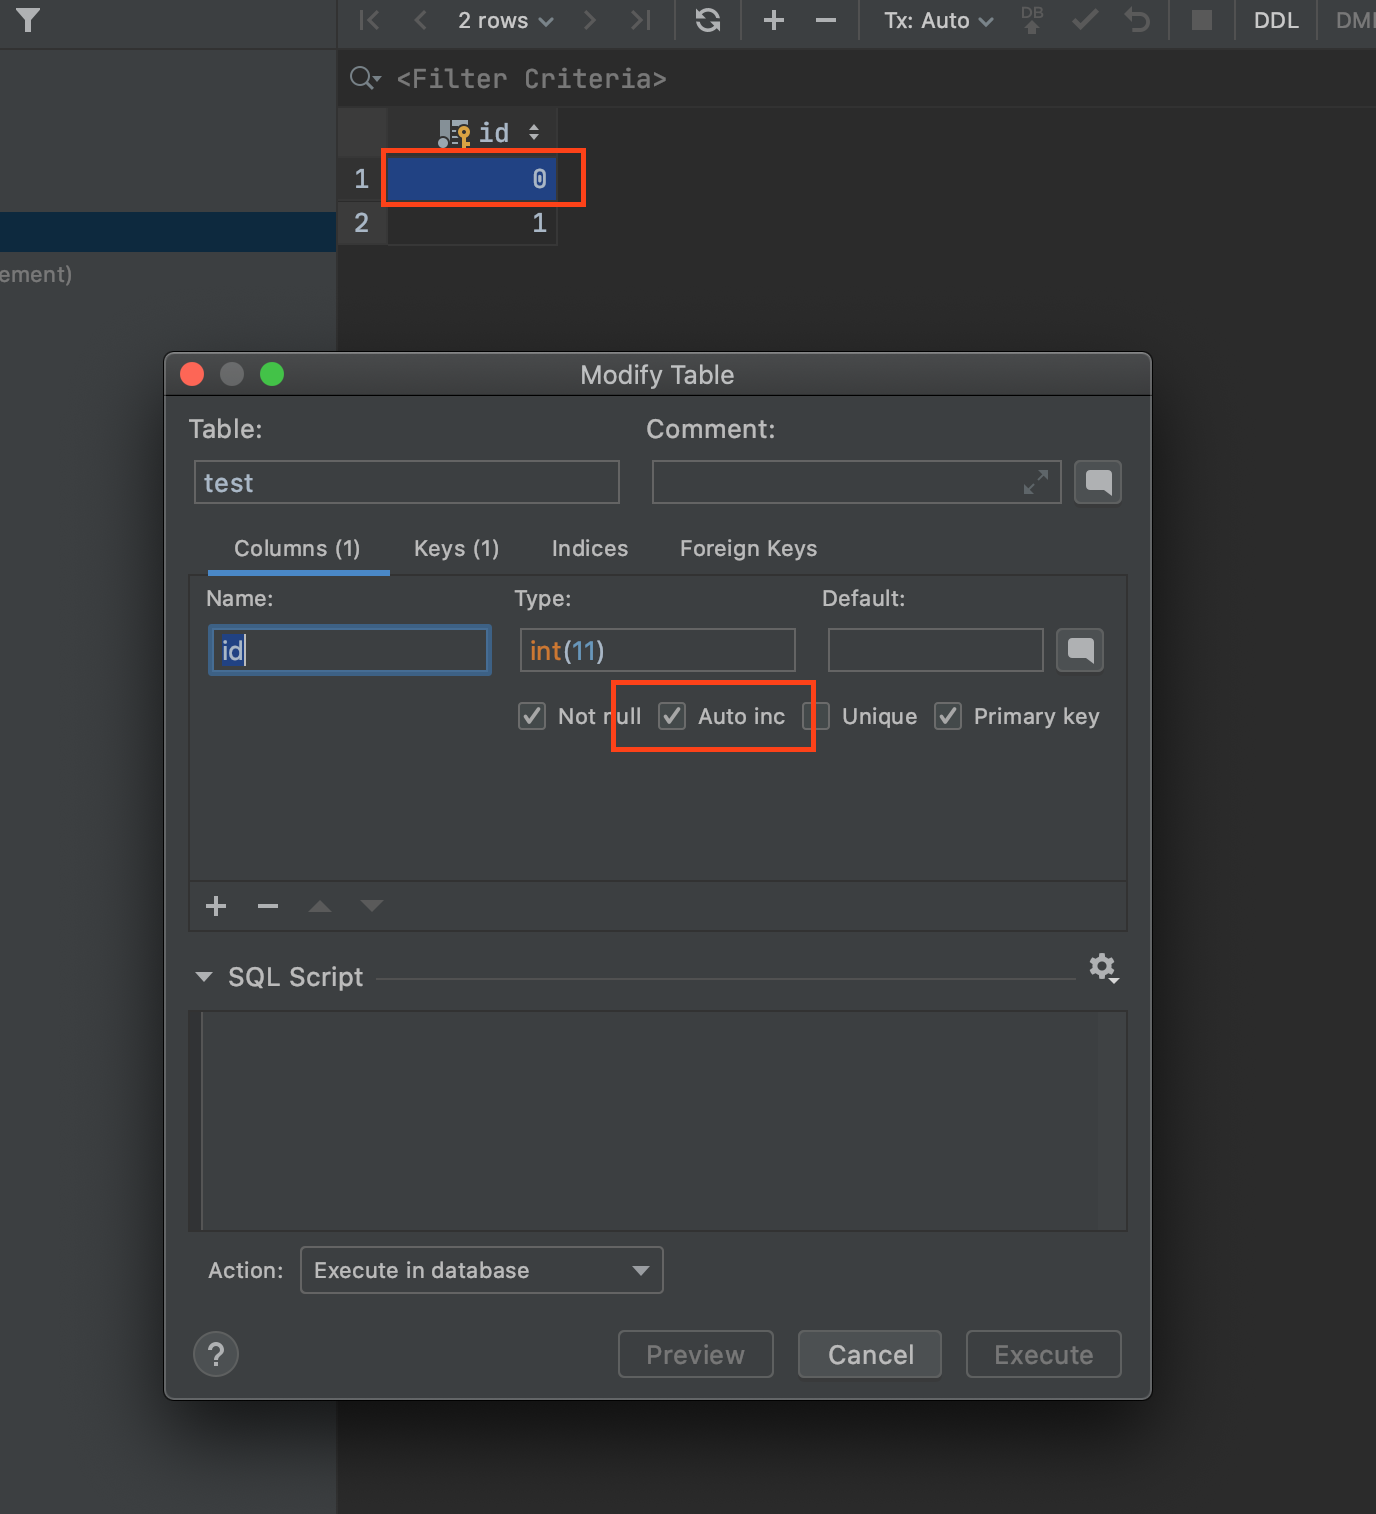 2 rows Tx: Auto DB DDL DM
<Filter Criteria>
id
1 0
2 1
ement)
Modify Table
Table: Comment:
test
Columns (1) Keys (1) Indices Foreign Keys
Name: Type: Default:
id int(11)
Not null Auto inc Unique Primary key
SQL Script
Action: Execute in database
? Preview Cancel Execute